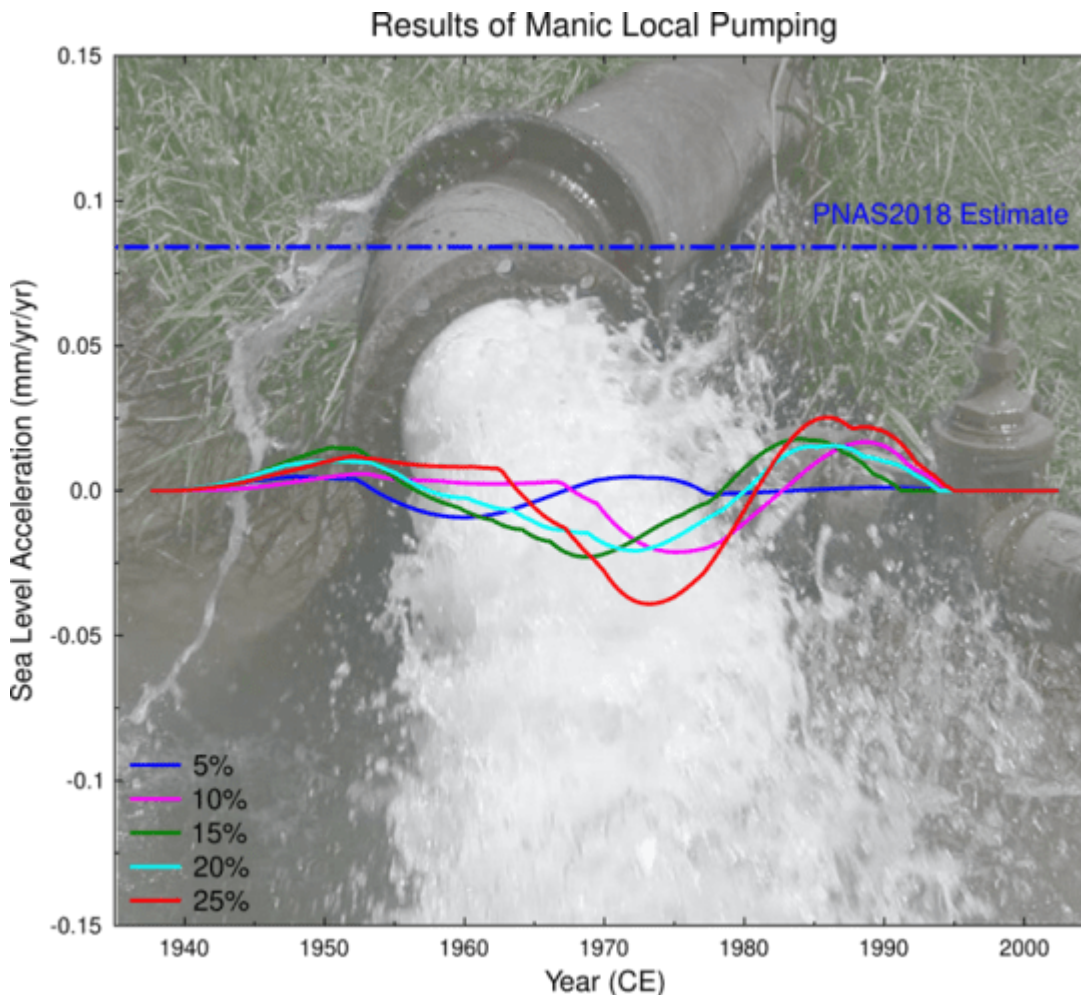 Results of Manic Local Pumping
0.15
0.1
0.05
0.0
-0.05
-0.1
-0.15
Sea Level Acceleration (mm/yr/yr)
PNAS2018 Estimate
5%
10%
15%
20%
25%
1940 1950 1960 1970 1980 1990 2000
Year (CE)